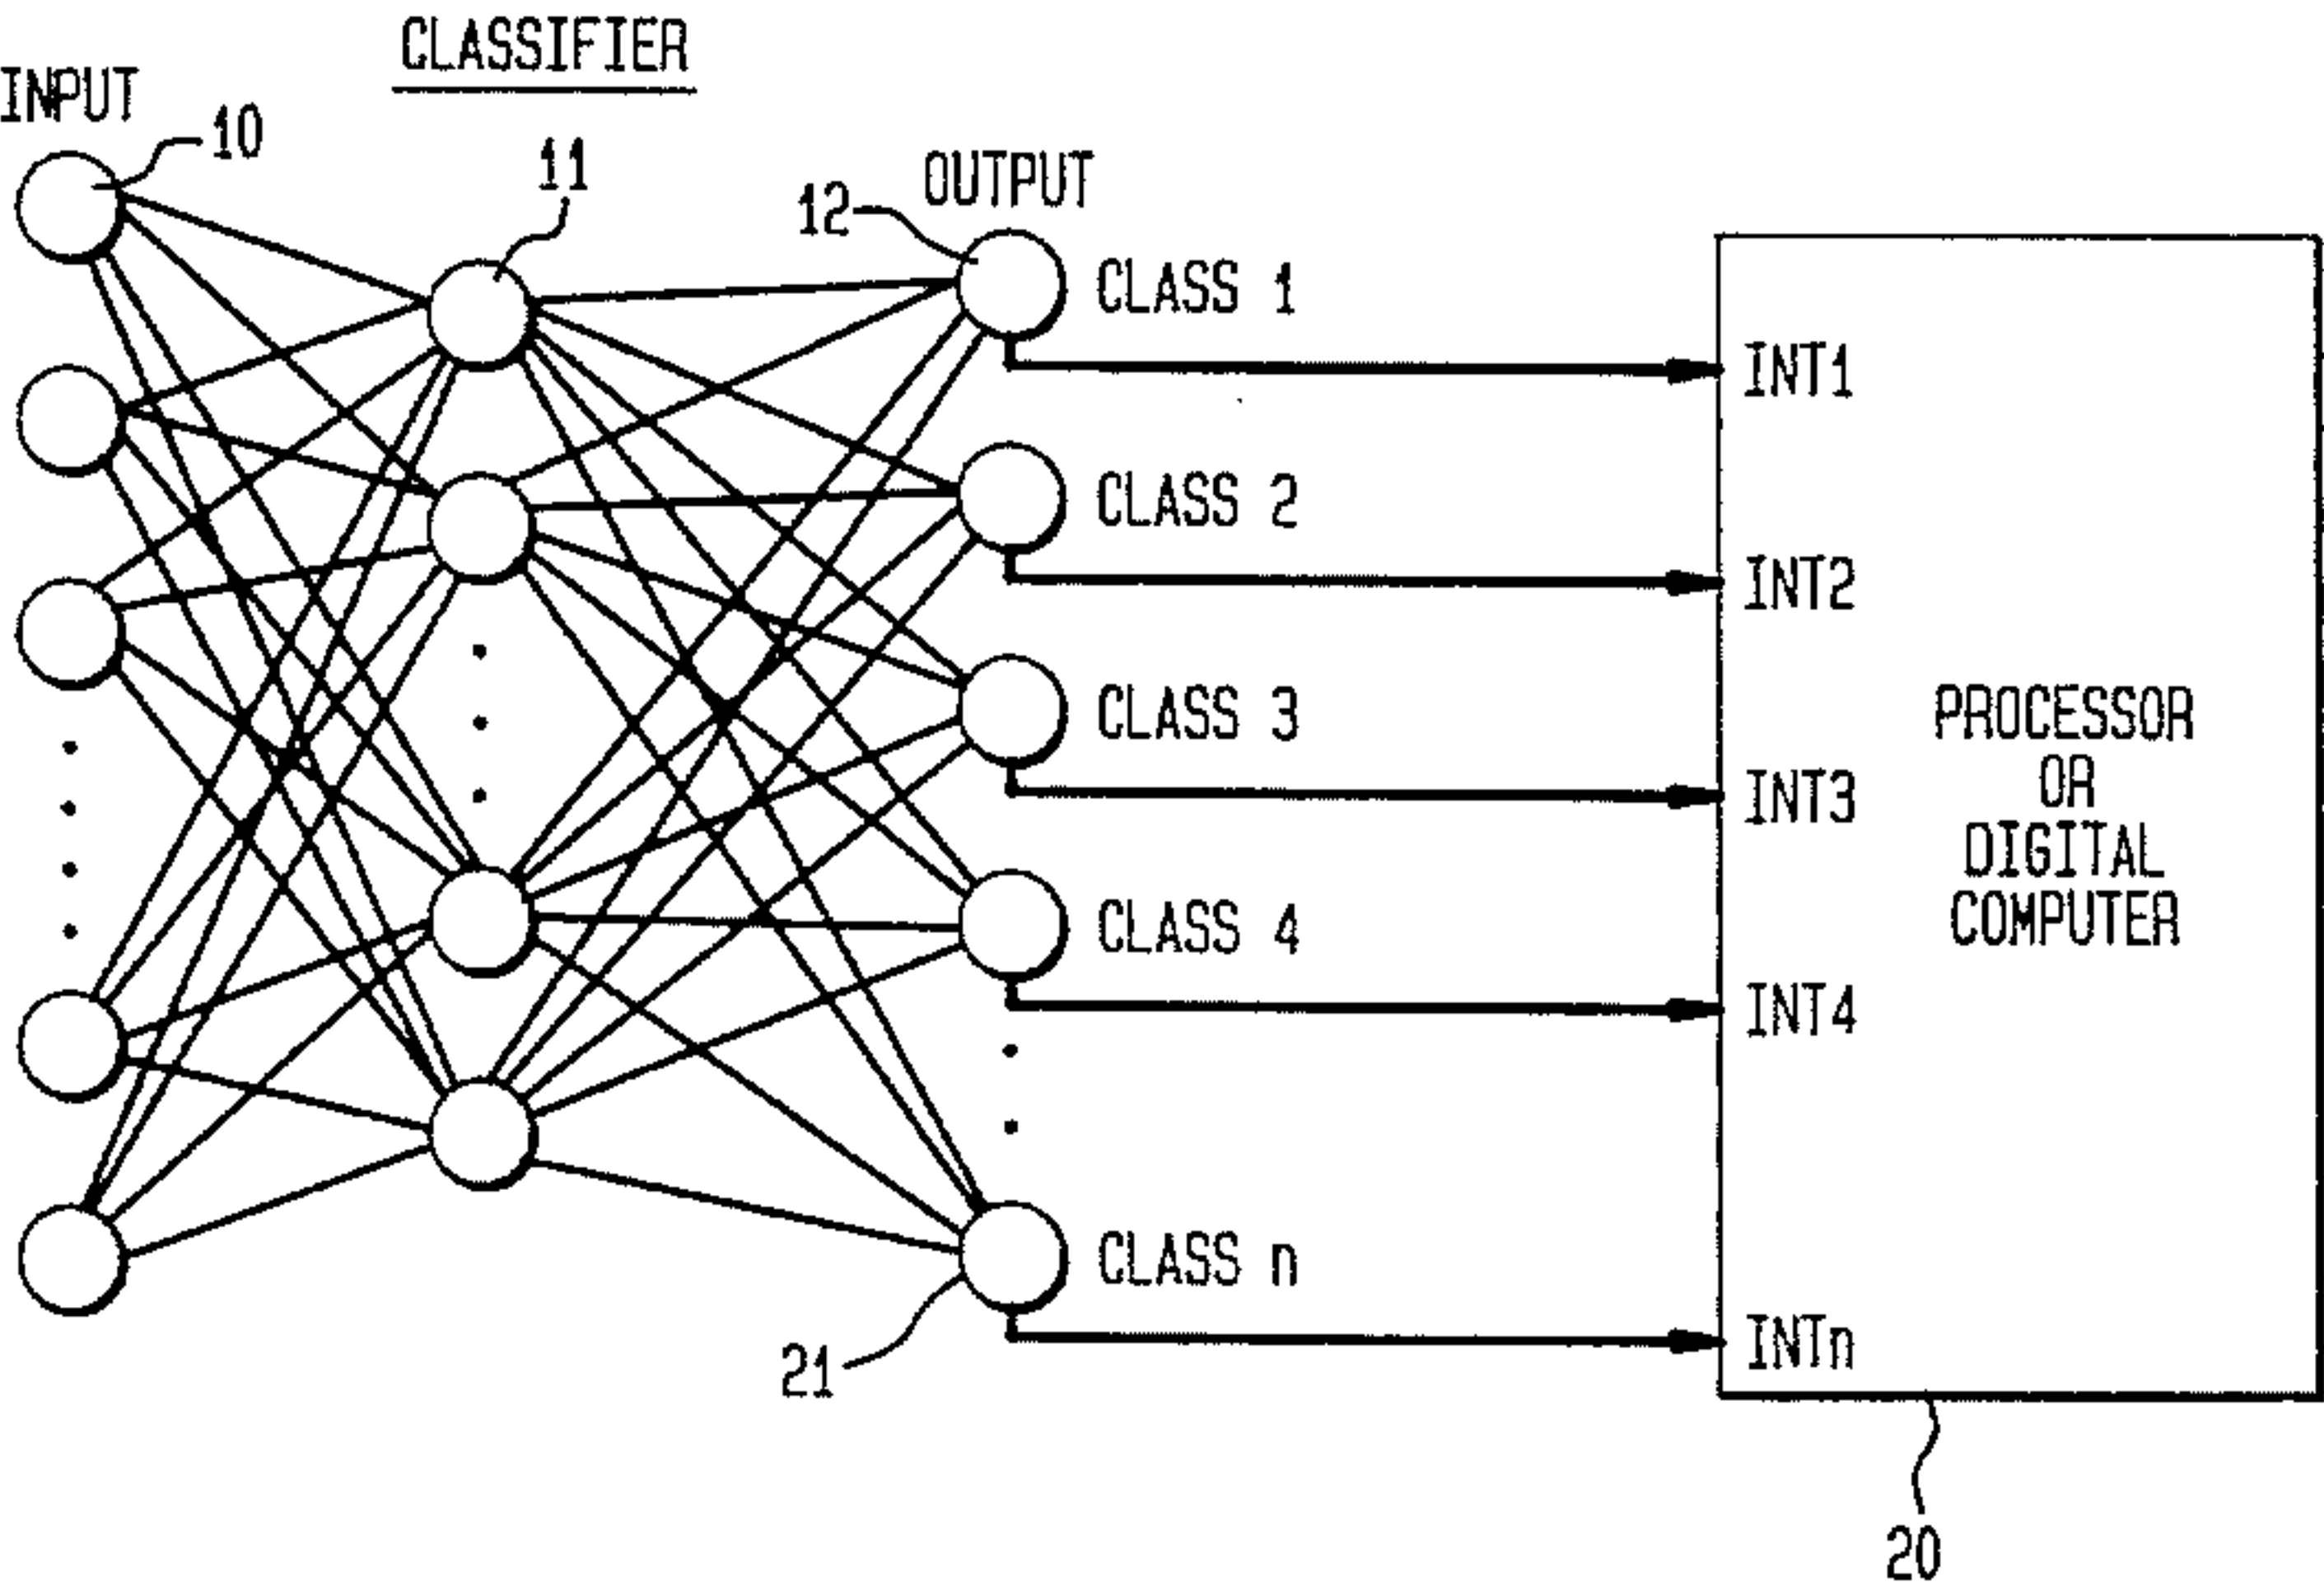 CLASSIFIER
INPUT
10
11
OUTPUT
12
CLASS 1
INT1
CLASS 2
INT2
CLASS 3
PROCESSOR
OR
DIGITAL
COMPUTER
INT3
CLASS 4
INT4
CLASS n
INTn
21
20